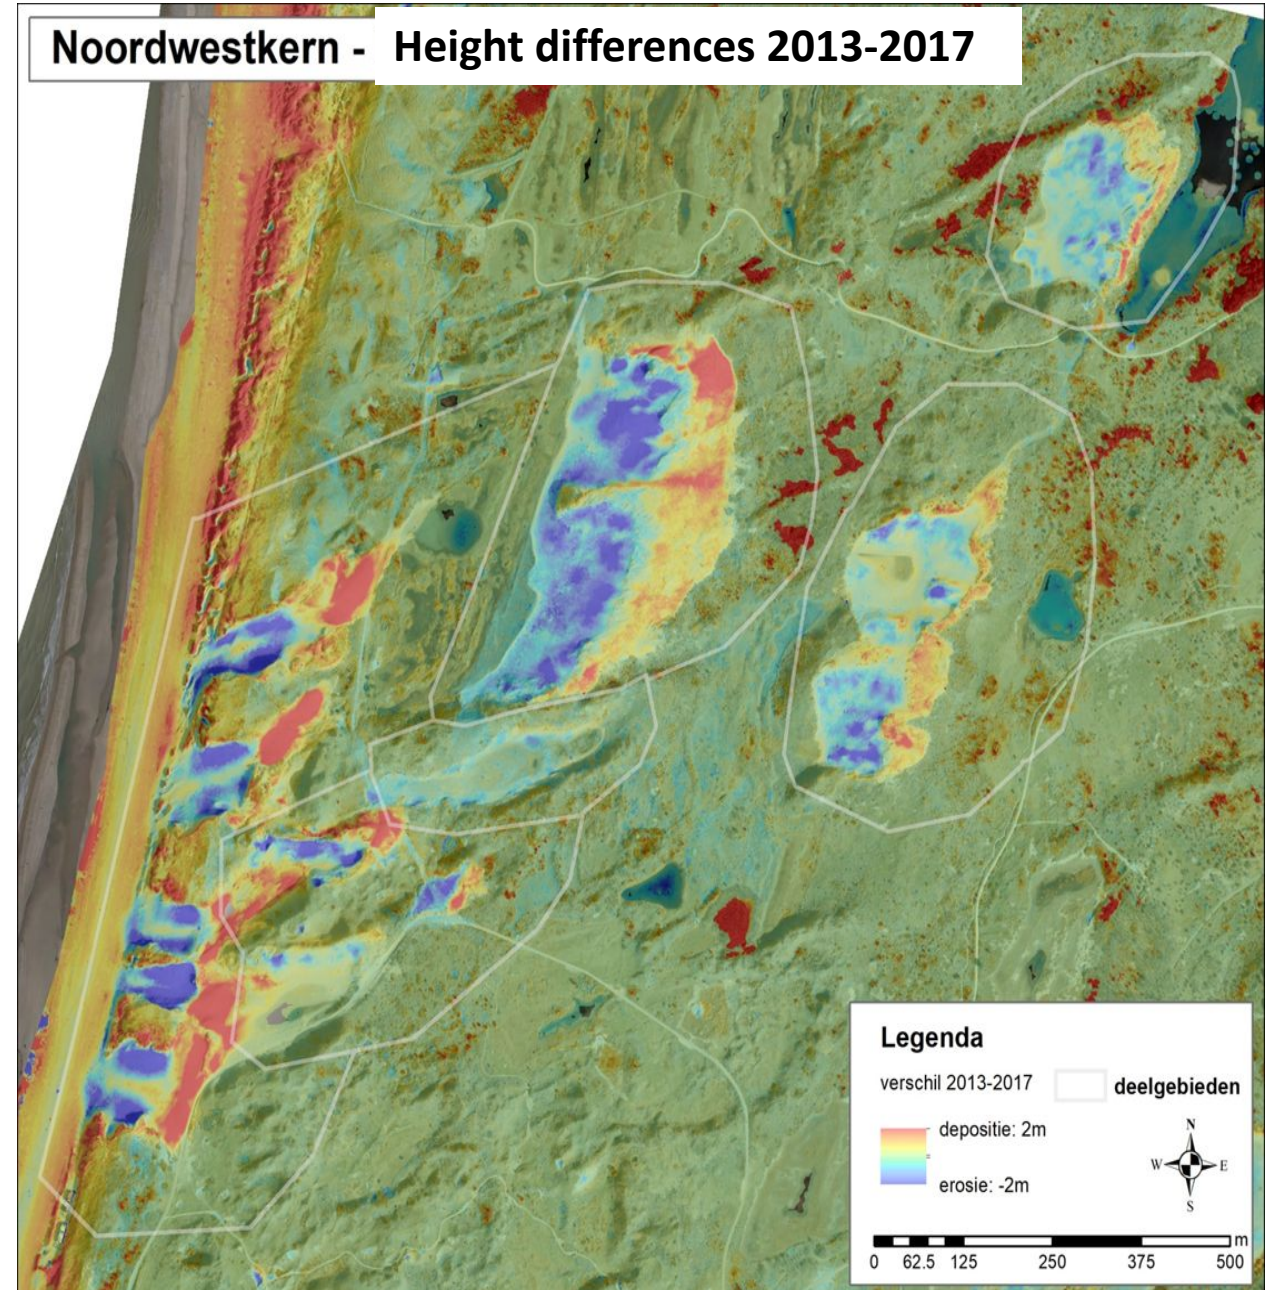 Noordwestkern - Height differences 2013-2017
Legenda
verschil 2013-2017
deelgebieden
depositie: 2m
erosie: -2m
N
W E
S
m
0 62.5 125 250 375 500